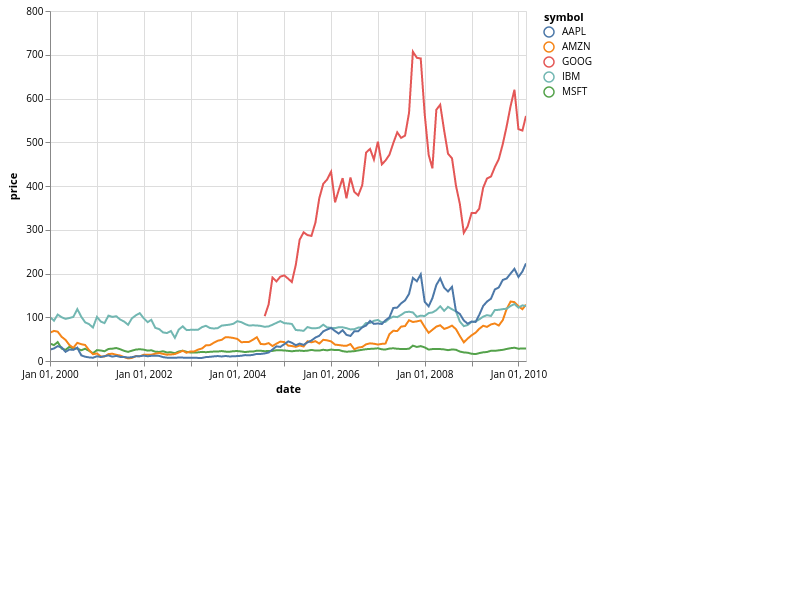 800
700
600
500
400
300
200
100
0
price
Jan 01, 2000
Jan 01, 2002
Jan 01, 2004
Jan 01, 2006
Jan 01, 2008
Jan 01, 2010
date
symbol
AAPL
AMZN
GOOG
IBM
MSFT